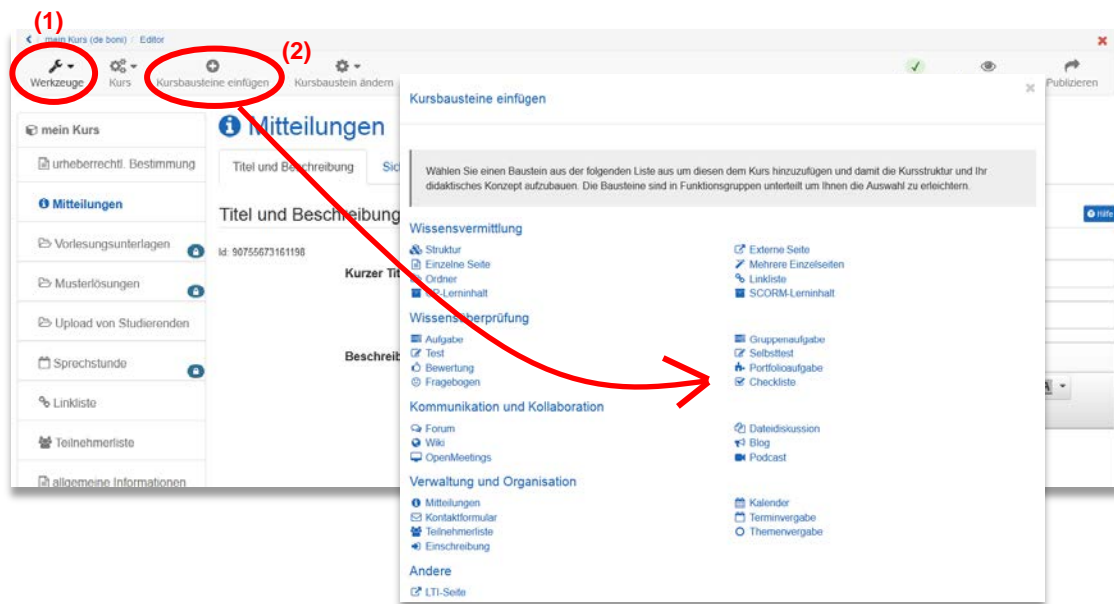 (1)
mein Kurs (de boni) / Editor
(2)
Werkzeuge
Kurs
Kursbausteine einfügen
Kursbaustein ändern
Publizieren
mein Kurs
urheberrechtl. Bestimmung
Mitteilungen
Vorlesungsunterlagen
Musterlösungen
Upload von Studierenden
Sprechstunde
Linkliste
Teilnehmerliste
allgemeine Informationen
Mitteilungen
Titel und Beschreibung
Titel und Beschreibung
Id: 90755673161198
Kurzer
Hilfe
Kursbausteine einfügen
Wählen Sie einen Baustein aus der folgenden Liste aus um diesen dem Kurs hinzuzufügen und damit die Kursstruktur und Ihr
didaktisches Konzept aufzubauen. Die Bausteine sind in Funktionsgruppen unterteilt um Ihnen die Auswahl zu erleichtern.
Wissensvermittlung
Struktur
Externe Seite
Einzelne Seite
Mehrere Einzelseiten
Ordner
Linkliste
CP-Lerninhalt
SCORM-Lerninhalt
Wissensüberprüfung
Aufgabe
Gruppenaufgabe
Test
Selbsttest
Bewertung
Portfolioaufgabe
Fragebogen
Checkliste
Kommunikation und Kollaboration
Forum
Dateidiskussion
Wiki
Blog
OpenMeetings
Podcast
Verwaltung und Organisation
Mitteilungen
Kalender
Kontaktformular
Terminvergabe
Teilnehmerliste
Themenvergabe
Einschreibung
Andere
LTI-Seite